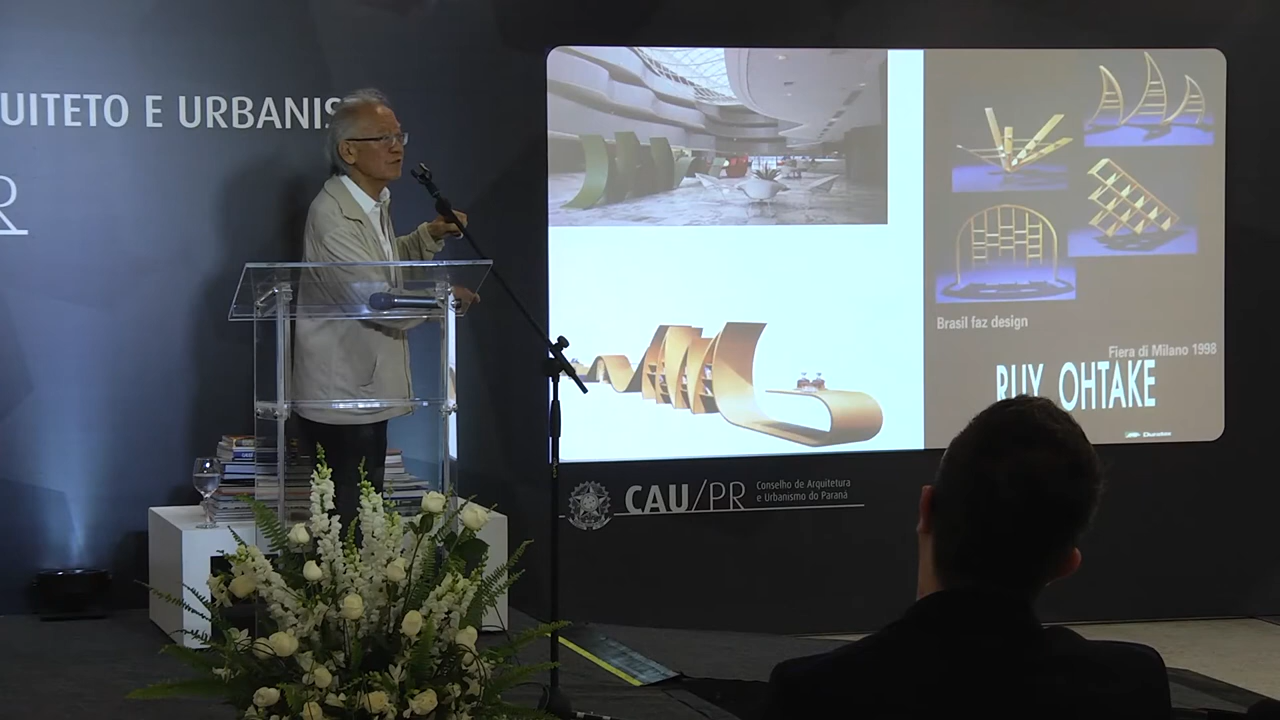 UITETO E URBANIS
R
Brasil faz design
Fiera di Milano 1998
RUY OHTAKE
Duratex
CAU/PR
Conselho de Arquitetura
e Urbanismo do Paraná